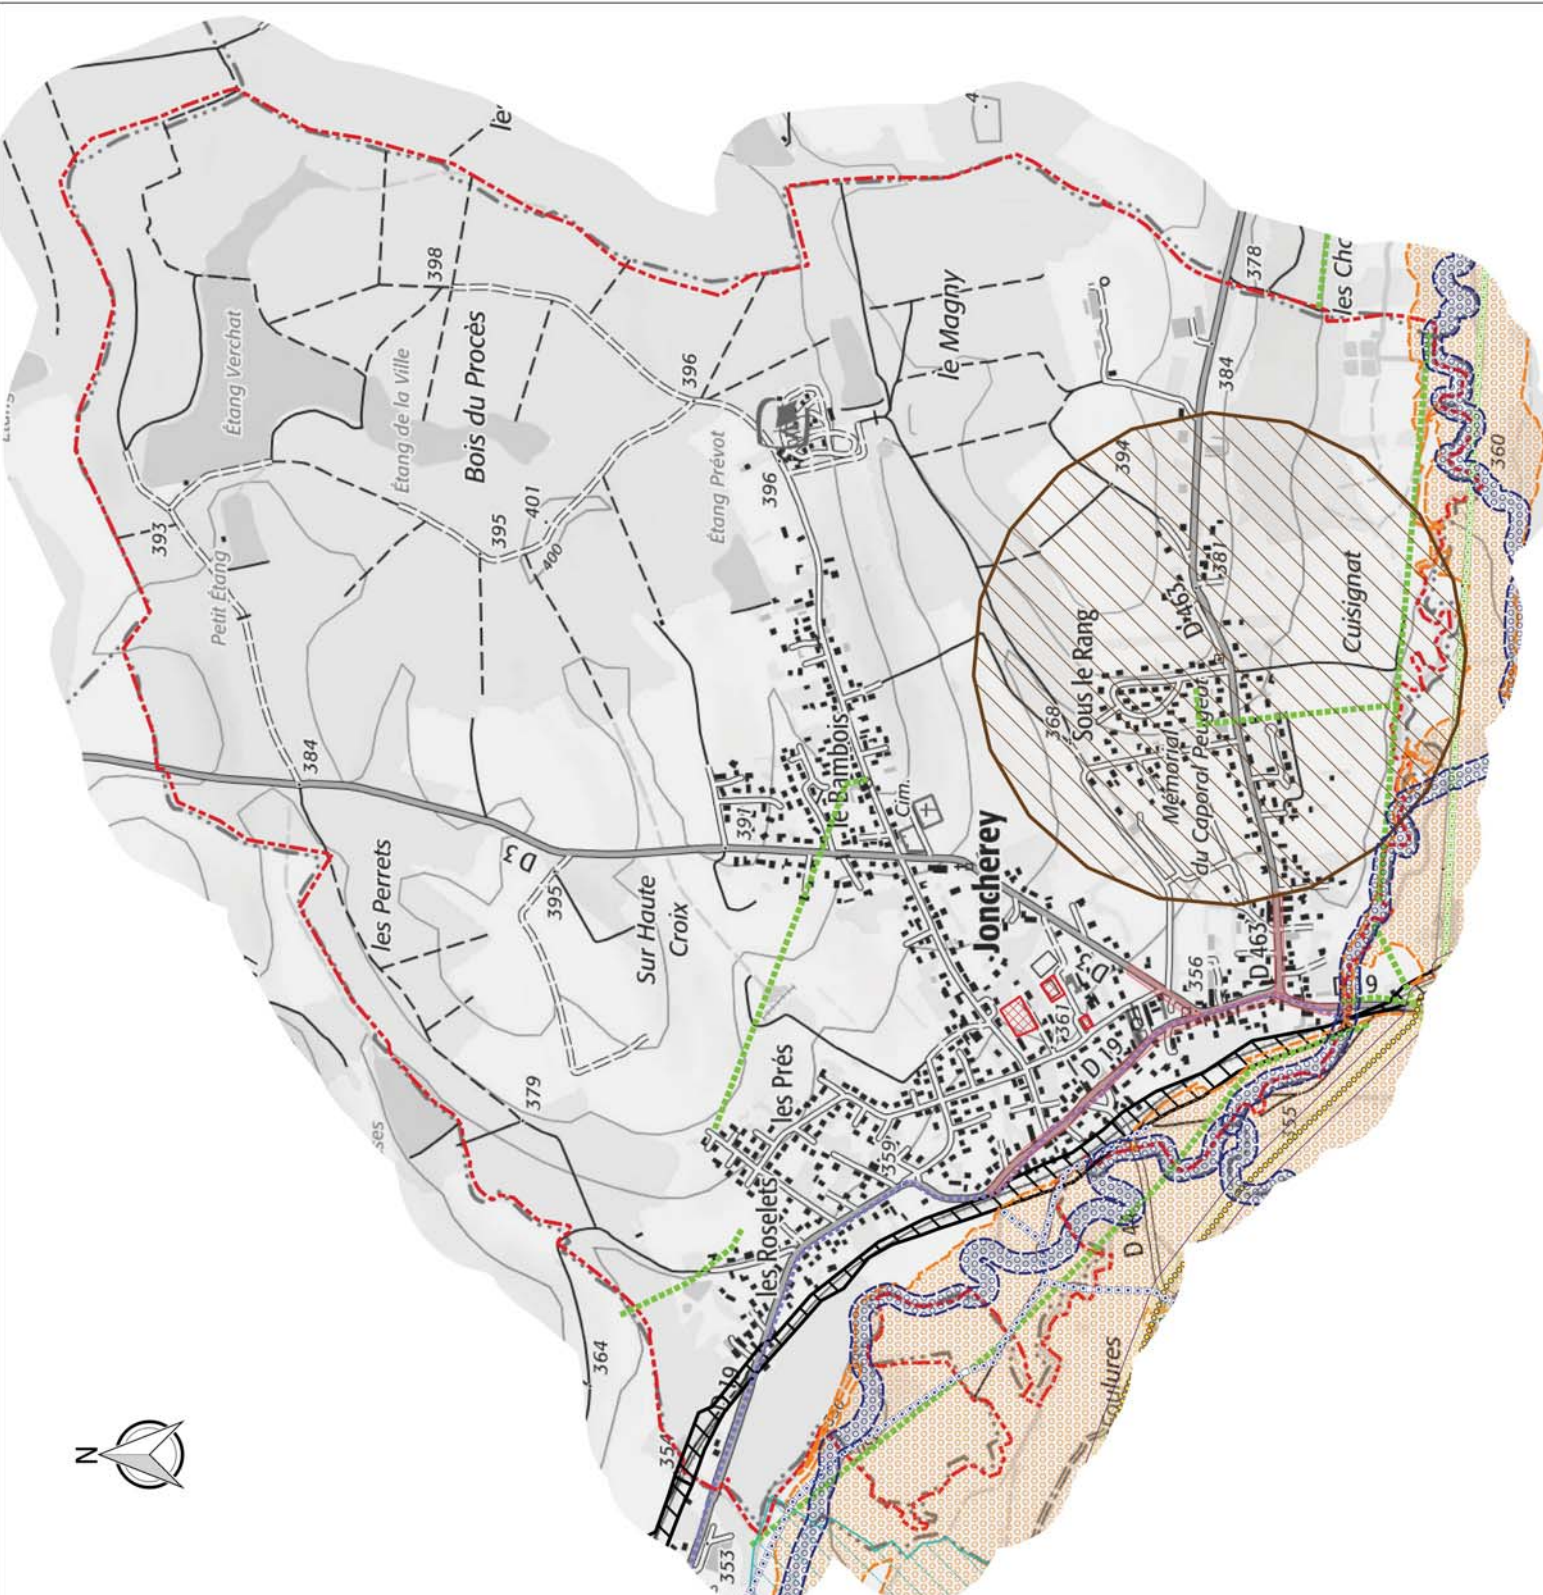 Étang Verchat
398
Étang de la Ville
Bois du Procès
393
Petit Étang
395
401
400
396
Étang Prévot
396
le Magny
378
les Cho
384
394
360
384
les Perrets
D 3
395
Sur Haute
Croix
391
le Bambois
Cim.
Joncherey
368
Sous le Rang
Mémorial
du Caporal Peugeot
D 463
381
Cuisignat
379
les Prés
359
361
D 19
D 3
356
D 463
les Roselets
364
354
353
N